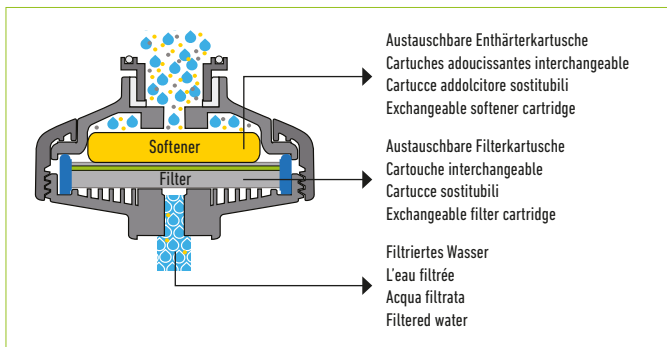 Austauschbare Enthärterkartusche
Cartuches adoucissantes interchangeable
Cartucce addolcitore sostitubili
Exchangeable softener cartridge
Softener
Austauschbare Filterkartusche
Cartouche interchangeable
Cartucce sostitubili
Exchangeable filter cartridge
Filter
Filtriertes Wasser
L'eau filtrée
Acqua filtrata
Filtered water